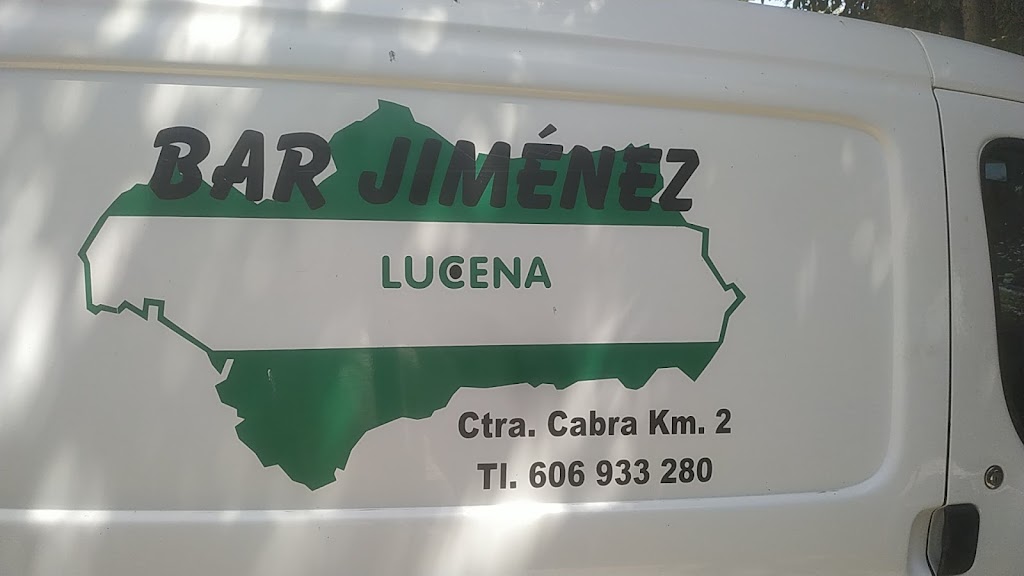 BAR JIMÉNEZ
LUCENA
Ctra. Cabra Km. 2
Tl. 606 933 280